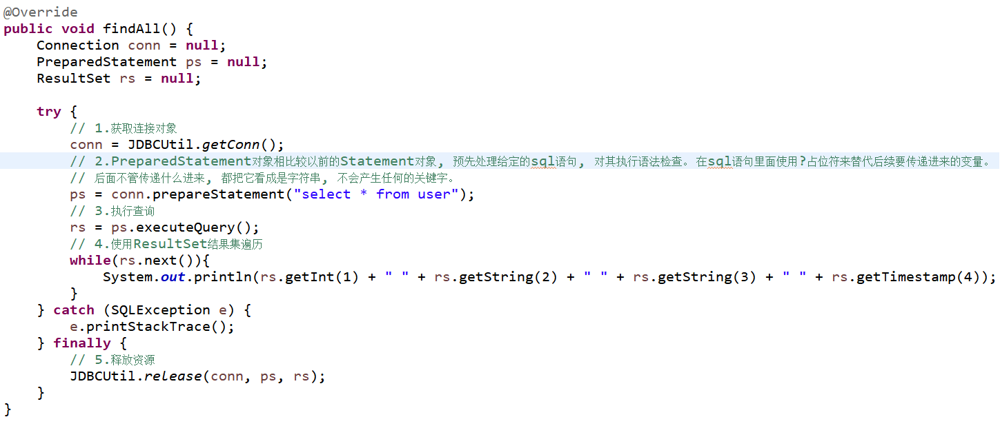 @Override
public void findAll() {
    Connection conn = null;
    PreparedStatement ps = null;
    ResultSet rs = null;

    try {
        // 1.获取连接对象
        conn = JDBCUtil.getConn();
        // 2.PreparedStatement对象相比较以前的Statement对象, 预先处理给定的sql语句, 对其执行语法检查。在sql语句里面使用?占位符来替代后续要传递进来的变量。
        // 后面不管传递什么进来, 都把它看成是字符串, 不会产生任何的关键字。
        ps = conn.prepareStatement("select * from user");
        // 3.执行查询
        rs = ps.executeQuery();
        // 4.使用ResultSet结果集遍历
        while(rs.next()){
            System.out.println(rs.getInt(1) + " " + rs.getString(2) + " " + rs.getString(3) + " " + rs.getTimestamp(4));
        }
    } catch (SQLException e) {
        e.printStackTrace();
    } finally {
        // 5.释放资源
        JDBCUtil.release(conn, ps, rs);
    }
}